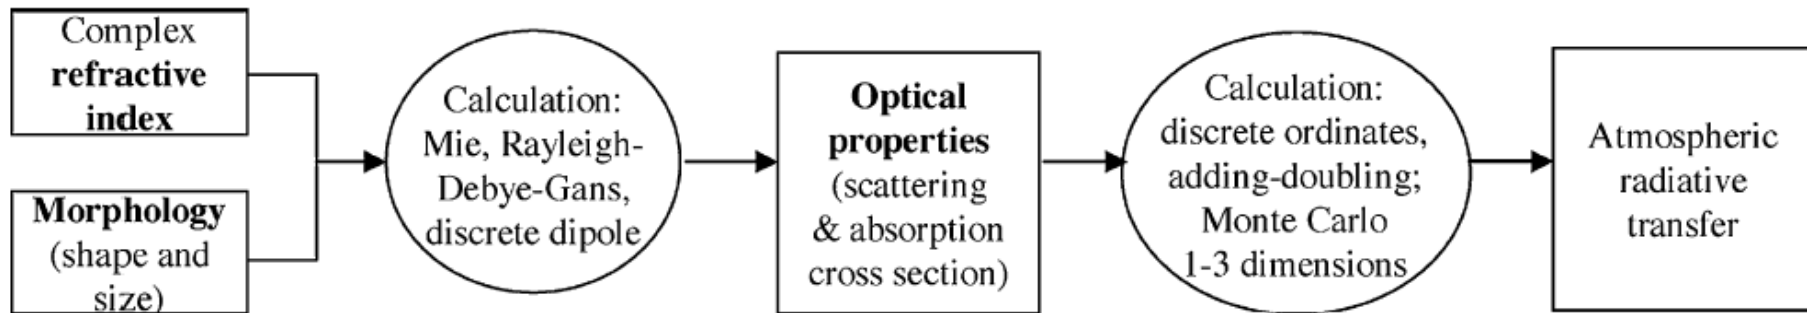 Complex
refractive
index
Morphology
(shape and
size)
Calculation:
Mie, Rayleigh-
Debye-Gans,
discrete dipole
Optical
properties
(scattering
& absorption
cross section)
Calculation:
discrete ordinates,
adding-doubling;
Monte Carlo
1-3 dimensions
Atmospheric
radiative
transfer